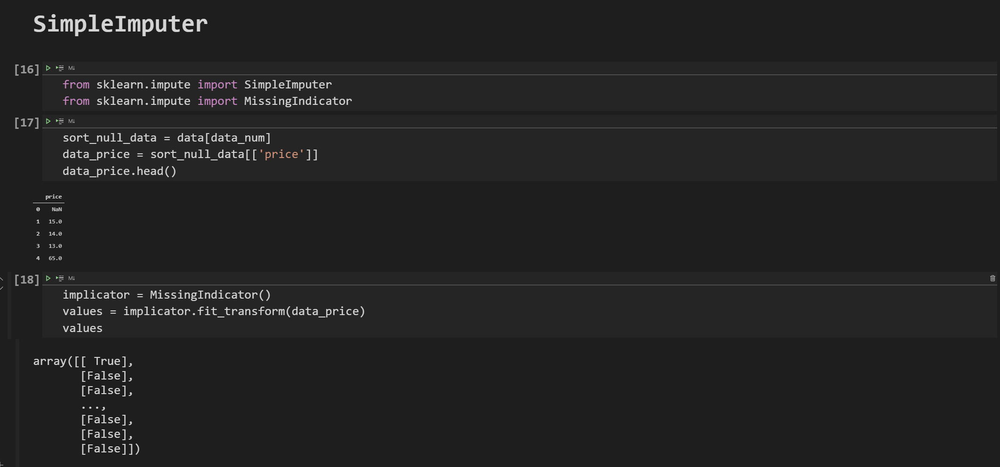 SimpleImputer
[16]
M↓
from sklearn.impute import SimpleImputer
from sklearn.impute import MissingIndicator
[17]
M↓
sort_null_data = data[data_num]
data_price = sort_null_data[['price']]
data_price.head()
price
0 NaN
1 15.0
2 14.0
3 13.0
4 65.0
[18]
M↓
implicator = MissingIndicator()
values = implicator.fit_transform(data_price)
values
array([[ True],
[False],
[False],
...,
[False],
[False],
[False]])